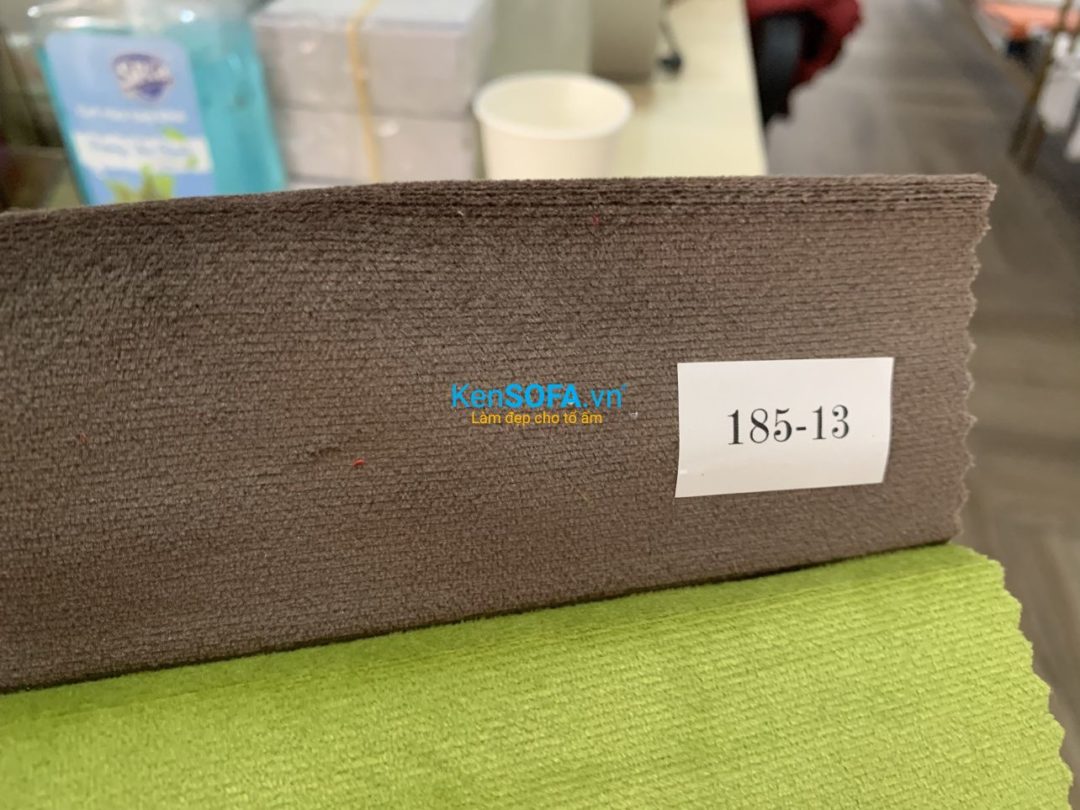 KenSOFA.vn
Làm đẹp cho tổ ấm
185-13